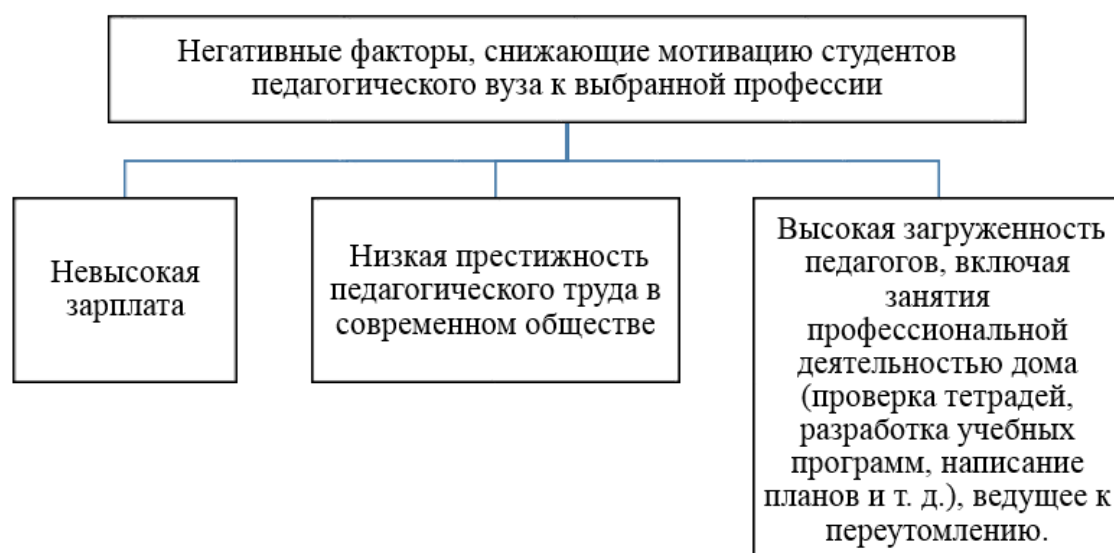 Негативные факторы, снижающие мотивацию студентов
педагогического вуза к выбранной профессии
Невысокая
зарплата
Низкая престижность
педагогического труда в
современном обществе
Высокая загруженность
педагогов, включая
занятия
профессиональной
деятельностью дома
(проверка тетрадей,
разработка учебных
программ, написание
планов и т. д.), ведущее к
переутомлению.